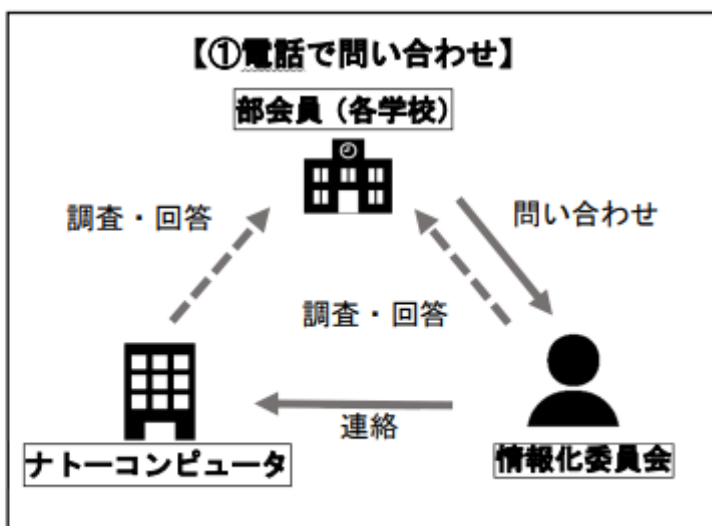 【①電話で問い合わせ】
部会員（各学校）
調査・回答
問い合わせ
調査・回答
連絡
ナトーコンピュータ
情報化委員会